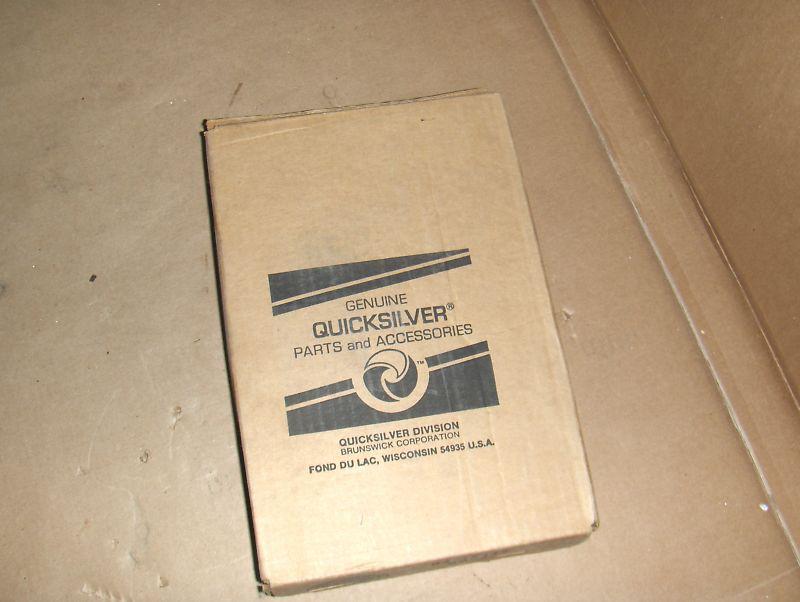 GENUINE
QUICKSILVER®
PARTS and ACCESSORIES
™
QUICKSILVER DIVISION
BRUNSWICK CORPORATION
FOND DU LAC, WISCONSIN 54935 U.S.A.